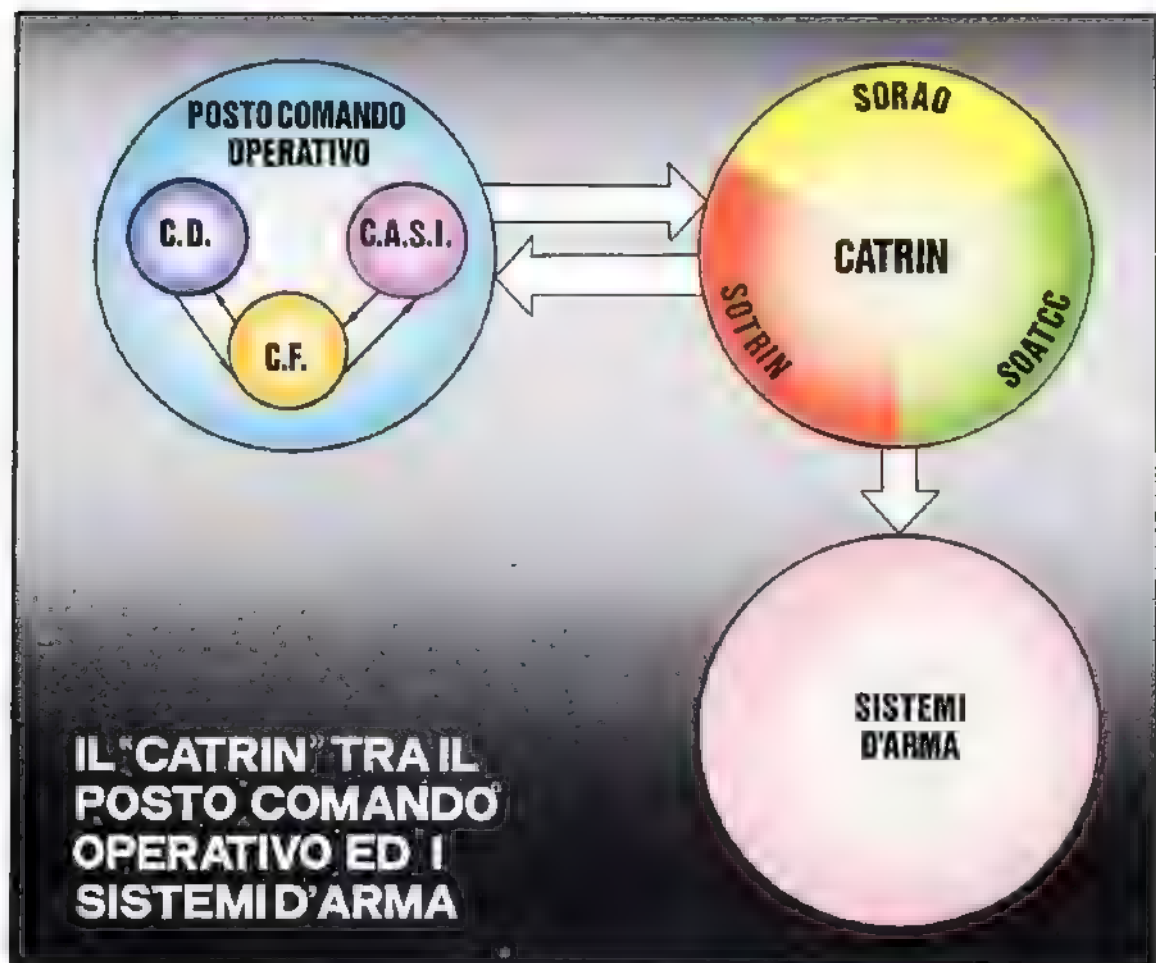 POSTO COMANDO
OPERATIVO
C.D.
C.A.S.I.
C.F.
SORAO
CATRIN
SOTRIN
SOATCC
SISTEMI
D'ARMA
IL "CATRIN" TRA IL
POSTO COMANDO
OPERATIVO ED I
SISTEMI D'ARMA